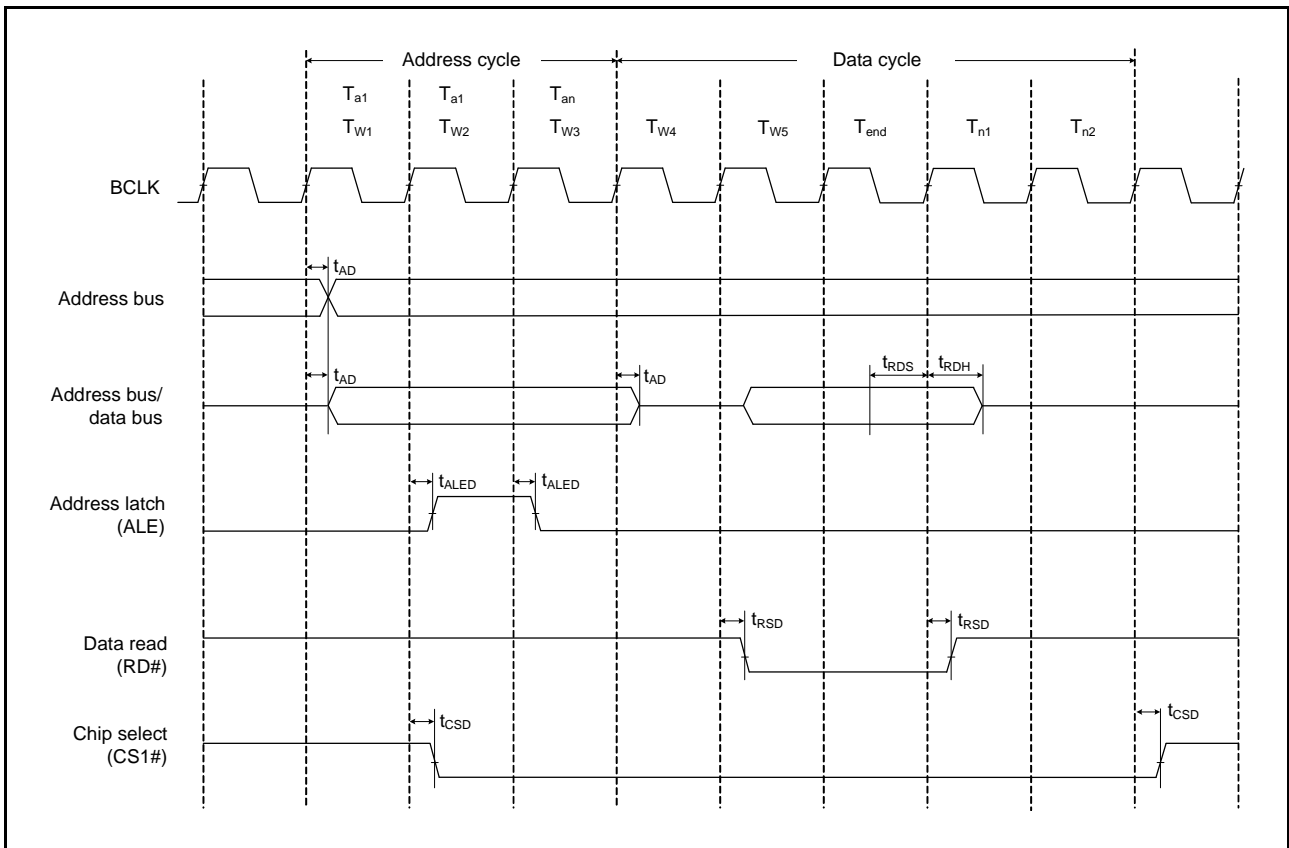 Address cycle Data cycle
Ta1 Ta1 Tan
TW1 TW2 TW3 TW4 TW5 Tend Tn1 Tn2
BCLK
tAD
Address bus
tAD tAD tRDS tRDH
Address bus/
data bus
tALED tALED
Address latch
(ALE)
tRSD tRSD
Data read
(RD#)
tCSD tCSD
Chip select
(CS1#)